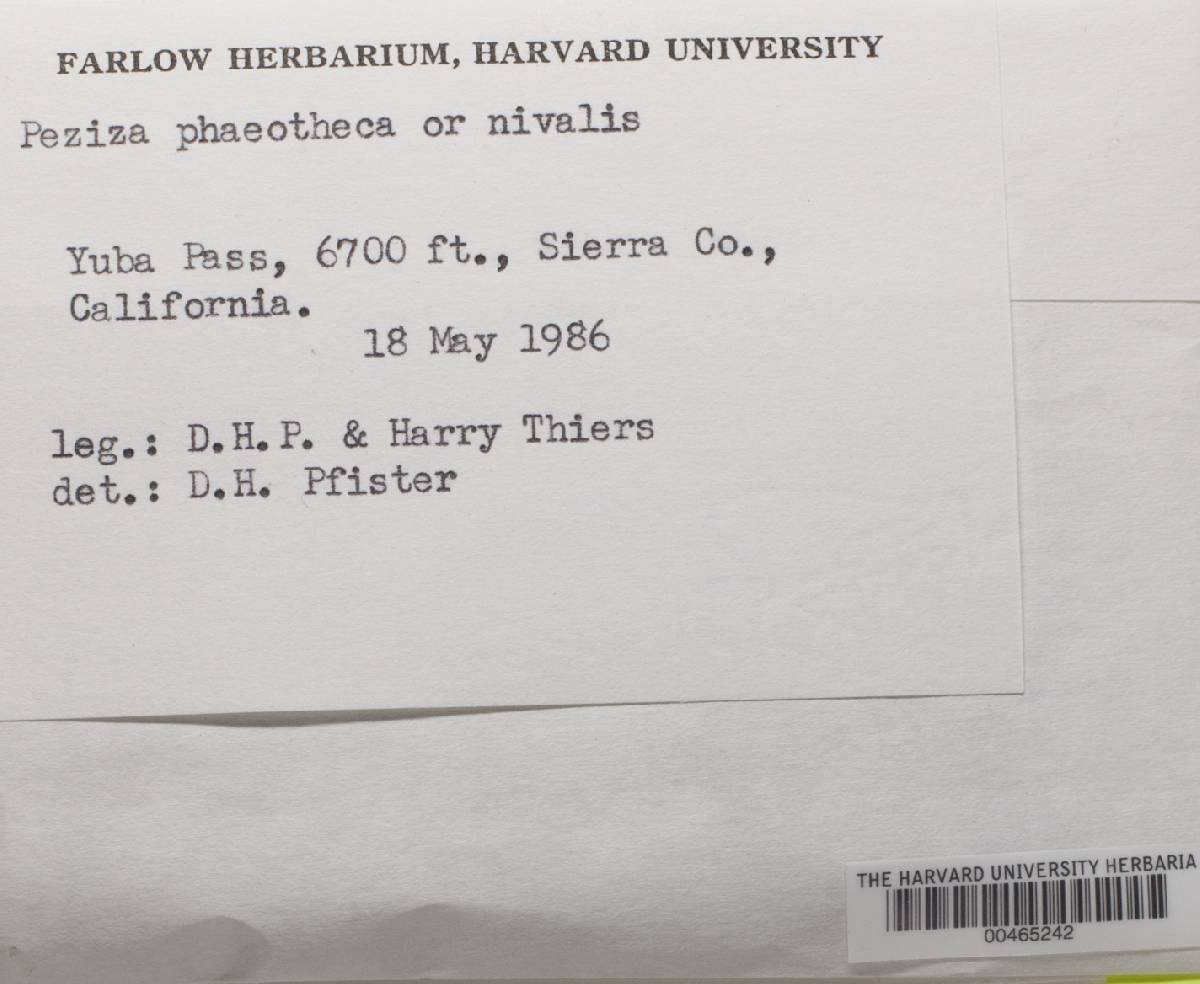 FARLOW HERBARIUM, HARVARD UNIVERSITY
Peziza phaeotheca or nivalis
Yuba Pass, 6700 ft., Sierra Co.,
California.
18 May 1986
leg.: D.H.P. & Harry Thiers
det.: D.H. Pfister
THE HARVARD UNIVERSITY HERBARIA
00465242